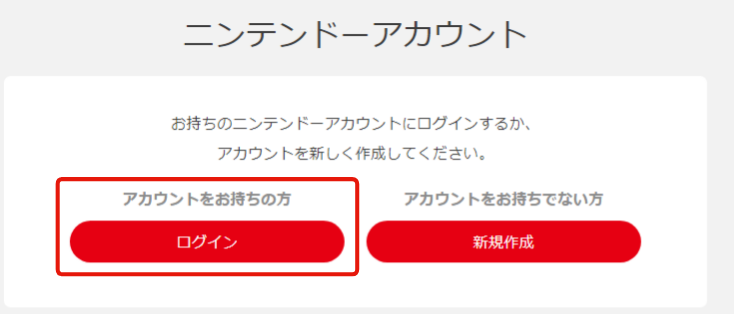 ニンテンドーアカウント
お持ちのニンテンドーアカウントにログインするか、
アカウントを新しく作成してください。
アカウントをお持ちの方
アカウントをお持ちでない方
ログイン
新規作成